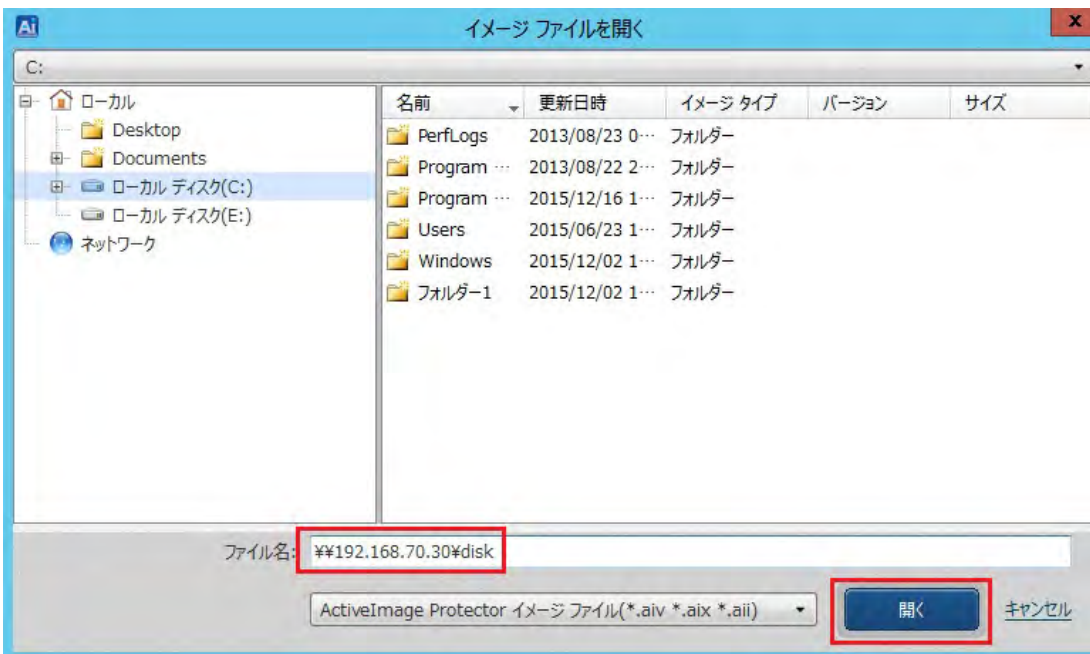 Ai イメージ ファイルを開く x
C:
ローカル
Desktop
Documents
ローカル ディスク(C:)
ローカル ディスク(E:)
ネットワーク
名前 更新日時 イメージ タイプ バージョン サイズ
PerfLogs 2013/08/23 0… フォルダー
Program … 2013/08/22 2… フォルダー
Program … 2015/12/16 1… フォルダー
Users 2015/06/23 1… フォルダー
Windows 2015/12/02 1… フォルダー
フォルダー1 2015/12/02 1… フォルダー
ファイル名: ¥¥192.168.70.30¥disk
ActiveImage Protector イメージ ファイル(*.aiv *.aix *.aii) 開く キャンセル